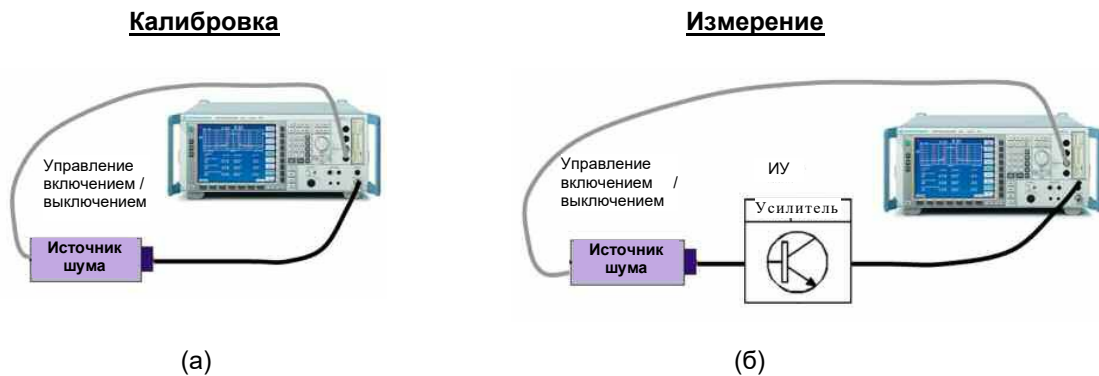 Калибровка
Измерение
Управление
включением /
выключением
Источник
шума
Управление
включением /
выключением
ИУ
Усилитель
Источник
шума
(а)
(б)